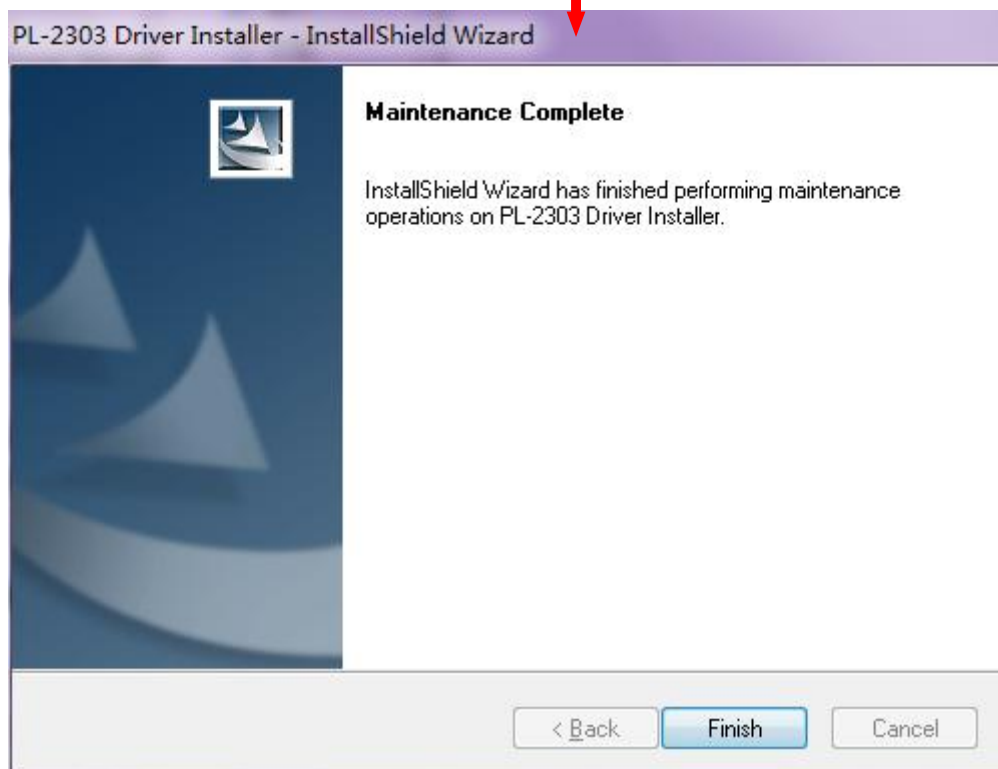 PL-2303 Driver Installer - InstallShield Wizard
Maintenance Complete
InstallShield Wizard has finished performing maintenance
operations on PL-2303 Driver Installer.
< Back Finish Cancel